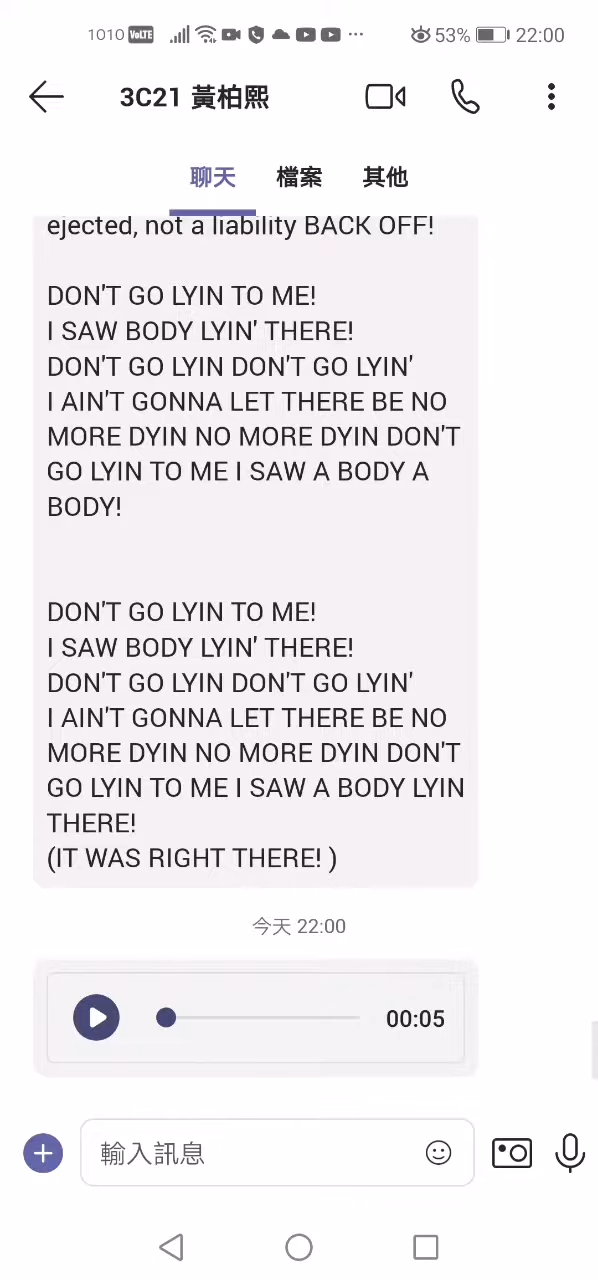 1010 VoLTE 53% 22:00
3C21 黃柏熙
聊天 檔案 其他
ejected, not a liability BACK OFF!
DON'T GO LYIN TO ME!
I SAW BODY LYIN' THERE!
DON'T GO LYIN DON'T GO LYIN'
I AIN'T GONNA LET THERE BE NO
MORE DYIN NO MORE DYIN DON'T
GO LYIN TO ME I SAW A BODY A
BODY!
DON'T GO LYIN TO ME!
I SAW BODY LYIN' THERE!
DON'T GO LYIN DON'T GO LYIN'
I AIN'T GONNA LET THERE BE NO
MORE DYIN NO MORE DYIN DON'T
GO LYIN TO ME I SAW A BODY LYIN
THERE!
(IT WAS RIGHT THERE! )
今天 22:00
00:05
輸入訊息